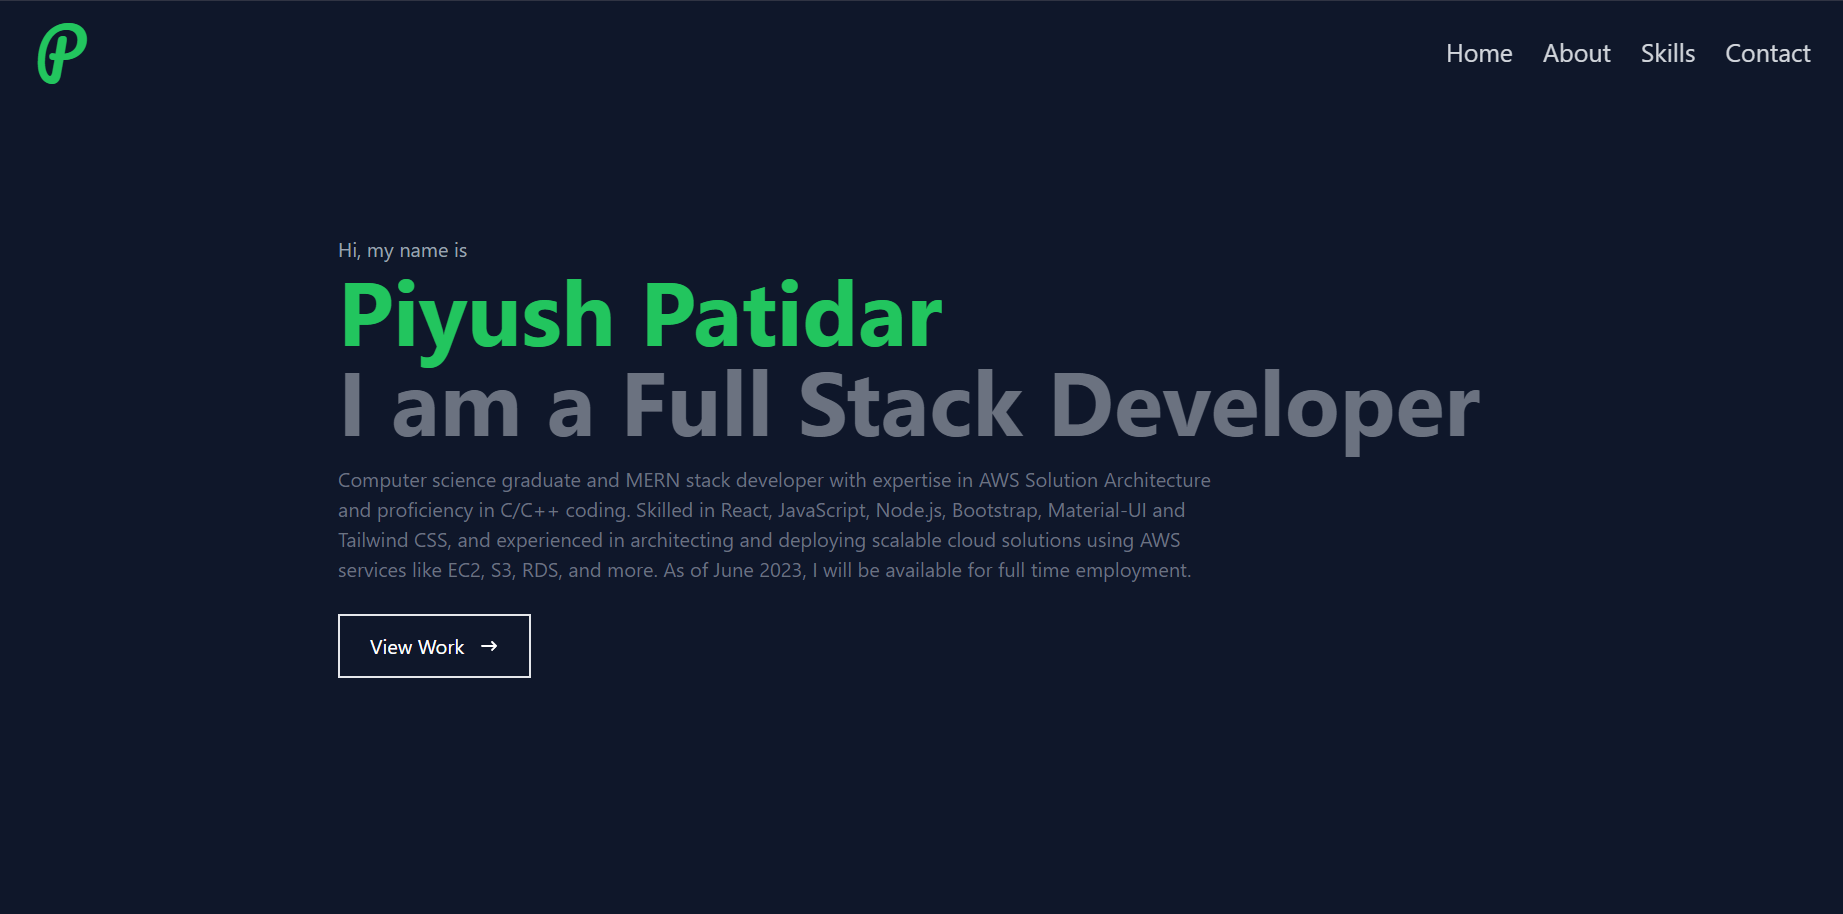 P
Home About Skills Contact
Hi, my name is
Piyush Patidar
I am a Full Stack Developer
Computer science graduate and MERN stack developer with expertise in AWS Solution Architecture
and proficiency in C/C++ coding. Skilled in React, JavaScript, Node.js, Bootstrap, Material-UI and
Tailwind CSS, and experienced in architecting and deploying scalable cloud solutions using AWS
services like EC2, S3, RDS, and more. As of June 2023, I will be available for full time employment.
View Work →